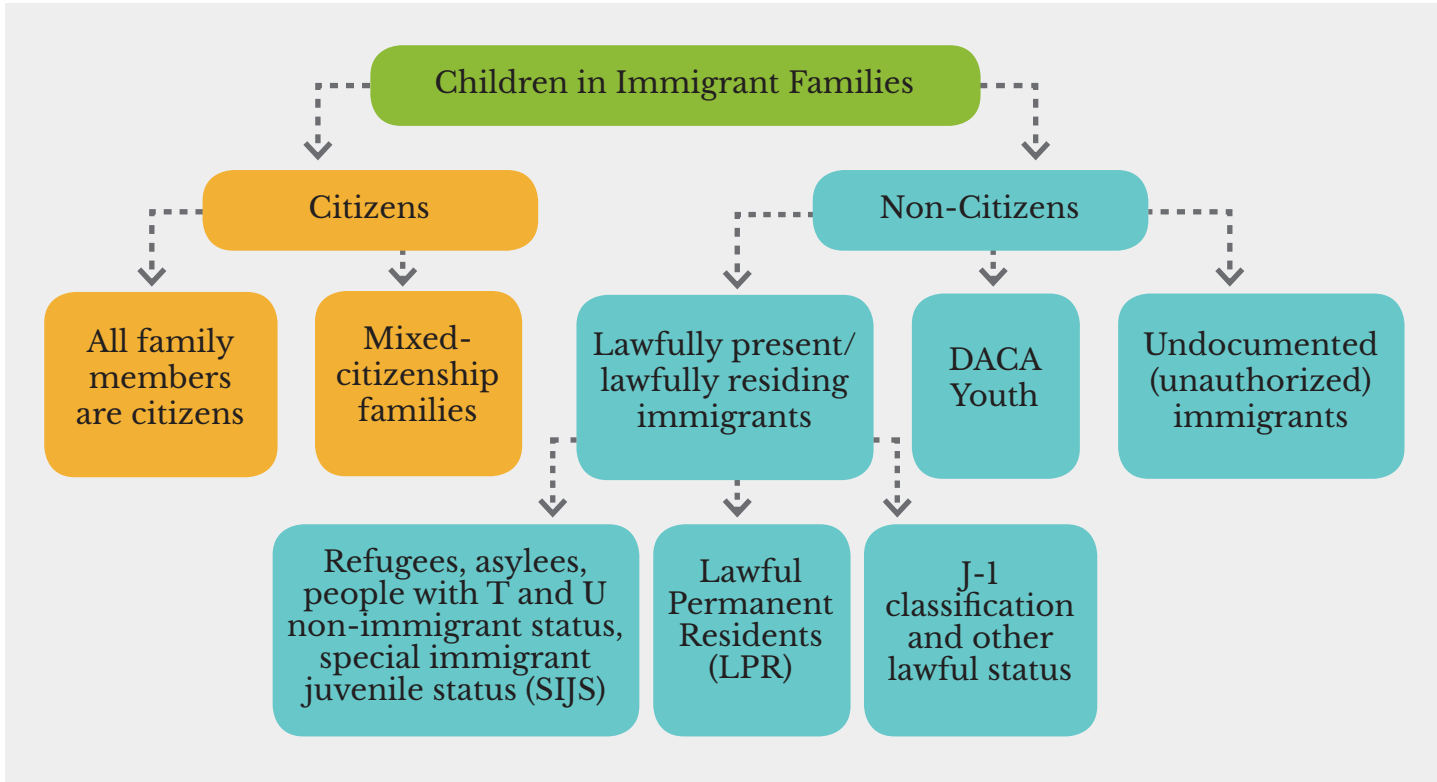 Children in Immigrant Families
Citizens
Non-Citizens
All family
members
are citizens
Mixed-
citizenship
families
Lawfully present/
lawfully residing
immigrants
DACA
Youth
Undocumented
(unauthorized)
immigrants
Refugees, asylees,
people with T and U
non-immigrant status,
special immigrant
juvenile status (SIJS)
Lawful
Permanent
Residents
(LPR)
J-1
classification
and other
lawful status